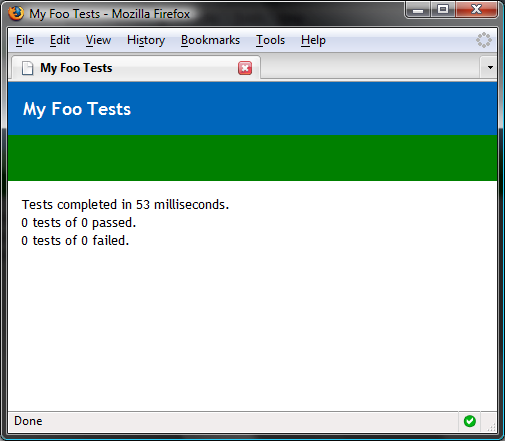 My Foo Tests - Mozilla Firefox
File Edit View History Bookmarks Tools Help
My Foo Tests
My Foo Tests
Tests completed in 53 milliseconds.
0 tests of 0 passed.
0 tests of 0 failed.
Done